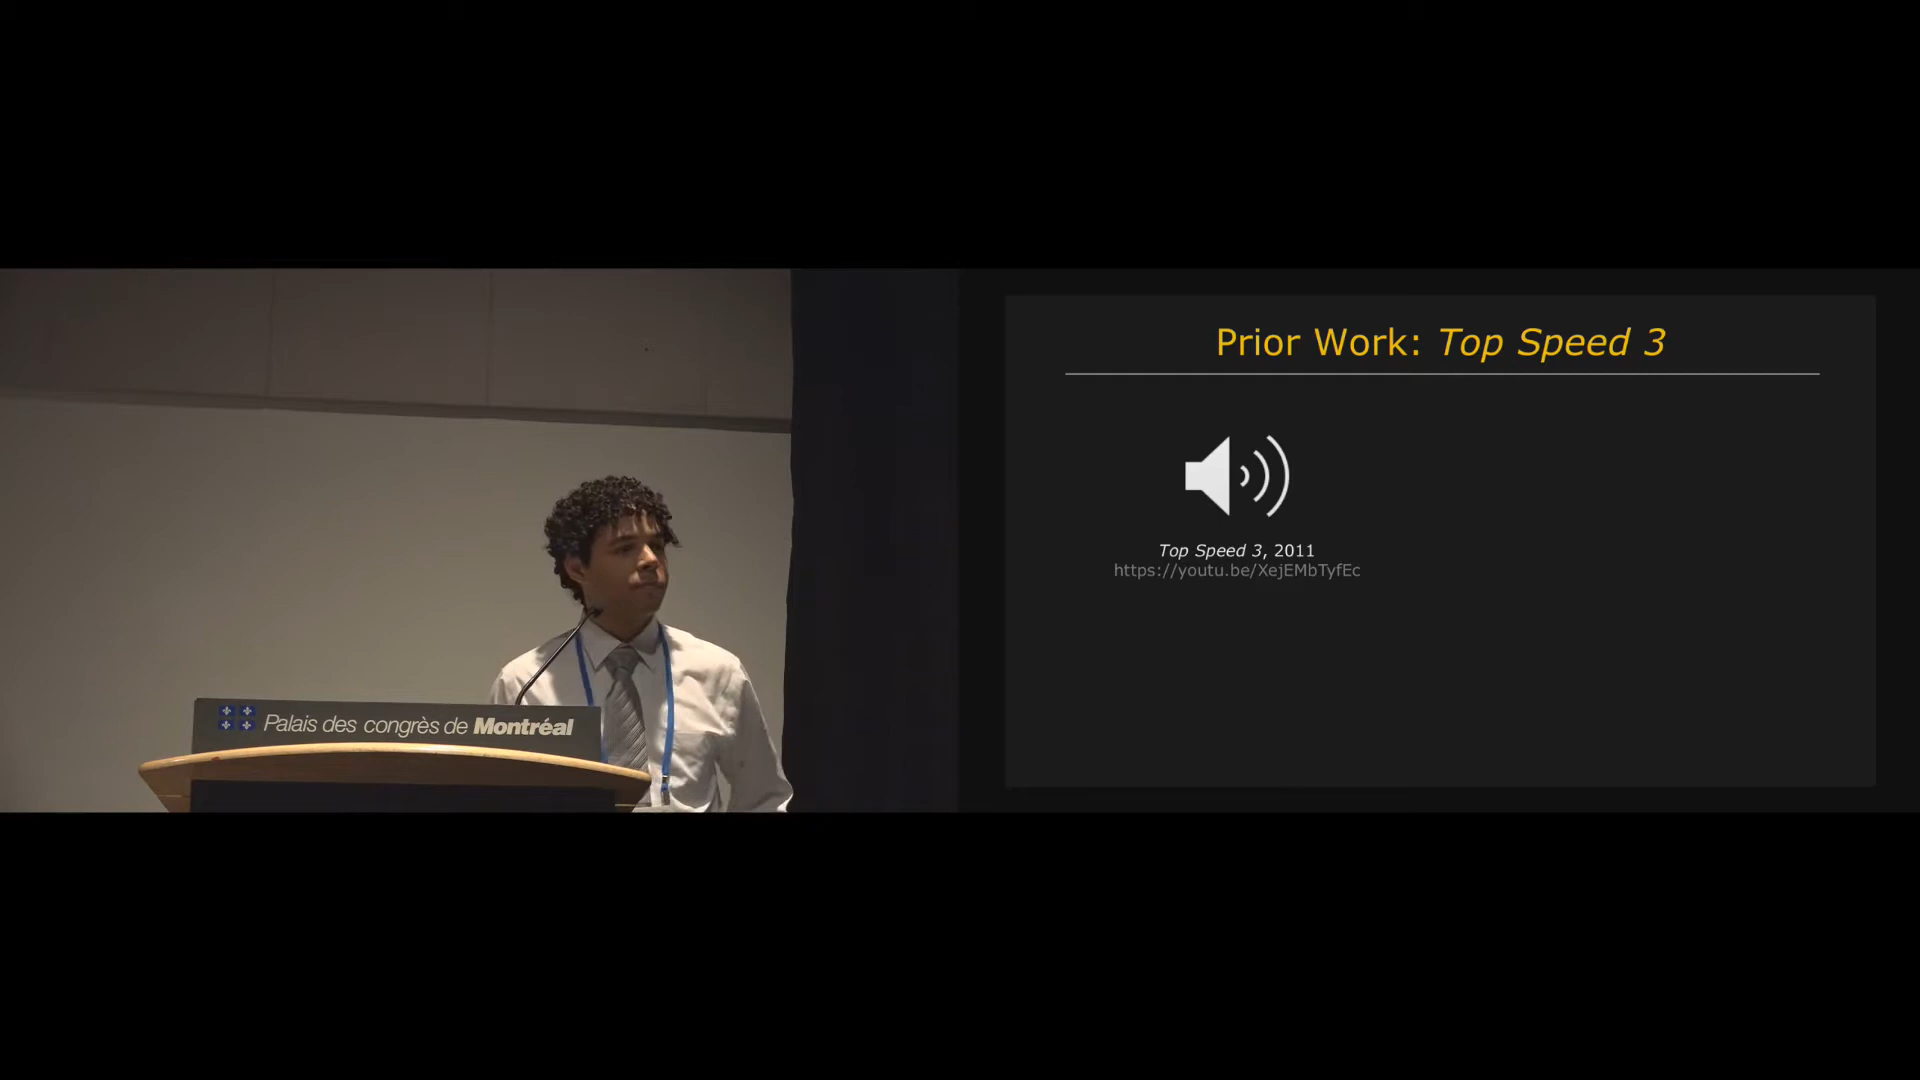 Palais des congrès de Montréal
Prior Work: Top Speed 3
Top Speed 3, 2011
https://youtu.be/XejEMbTyfEc